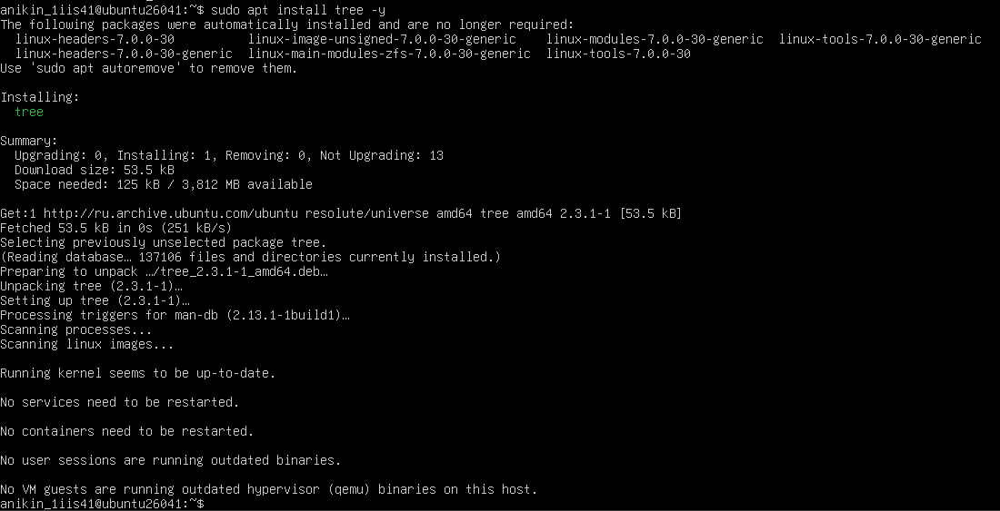 anikin_1iis41@ubuntu26041:~$ sudo apt install tree -y
The following packages were automatically installed and are no longer required:
  linux-headers-7.0.0-30          linux-image-unsigned-7.0.0-30-generic    linux-modules-7.0.0-30-generic  linux-tools-7.0.0-30-generic
  linux-headers-7.0.0-30-generic  linux-main-modules-zfs-7.0.0-30-generic  linux-tools-7.0.0-30
Use 'sudo apt autoremove' to remove them.

Installing:
  tree

Summary:
  Upgrading: 0, Installing: 1, Removing: 0, Not Upgrading: 13
  Download size: 53.5 kB
  Space needed: 125 kB / 3,812 MB available

Get:1 http://ru.archive.ubuntu.com/ubuntu resolute/universe amd64 tree amd64 2.3.1-1 [53.5 kB]
Fetched 53.5 kB in 0s (251 kB/s)
Selecting previously unselected package tree.
(Reading database… 137106 files and directories currently installed.)
Preparing to unpack …/tree_2.3.1-1_amd64.deb…
Unpacking tree (2.3.1-1)…
Setting up tree (2.3.1-1)…
Processing triggers for man-db (2.13.1-1build1)…
Scanning processes...
Scanning linux images...

Running kernel seems to be up-to-date.

No services need to be restarted.

No containers need to be restarted.

No user sessions are running outdated binaries.

No VM guests are running outdated hypervisor (qemu) binaries on this host.
anikin_1iis41@ubuntu26041:~$